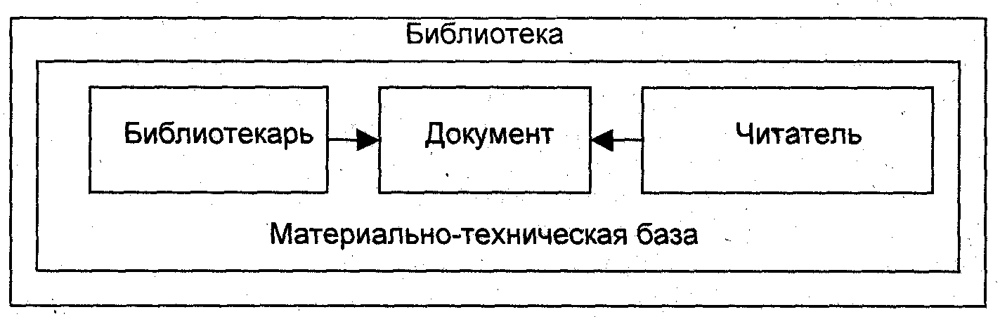 Библиотека
Библиотекарь Документ Читатель
Материально-техническая база